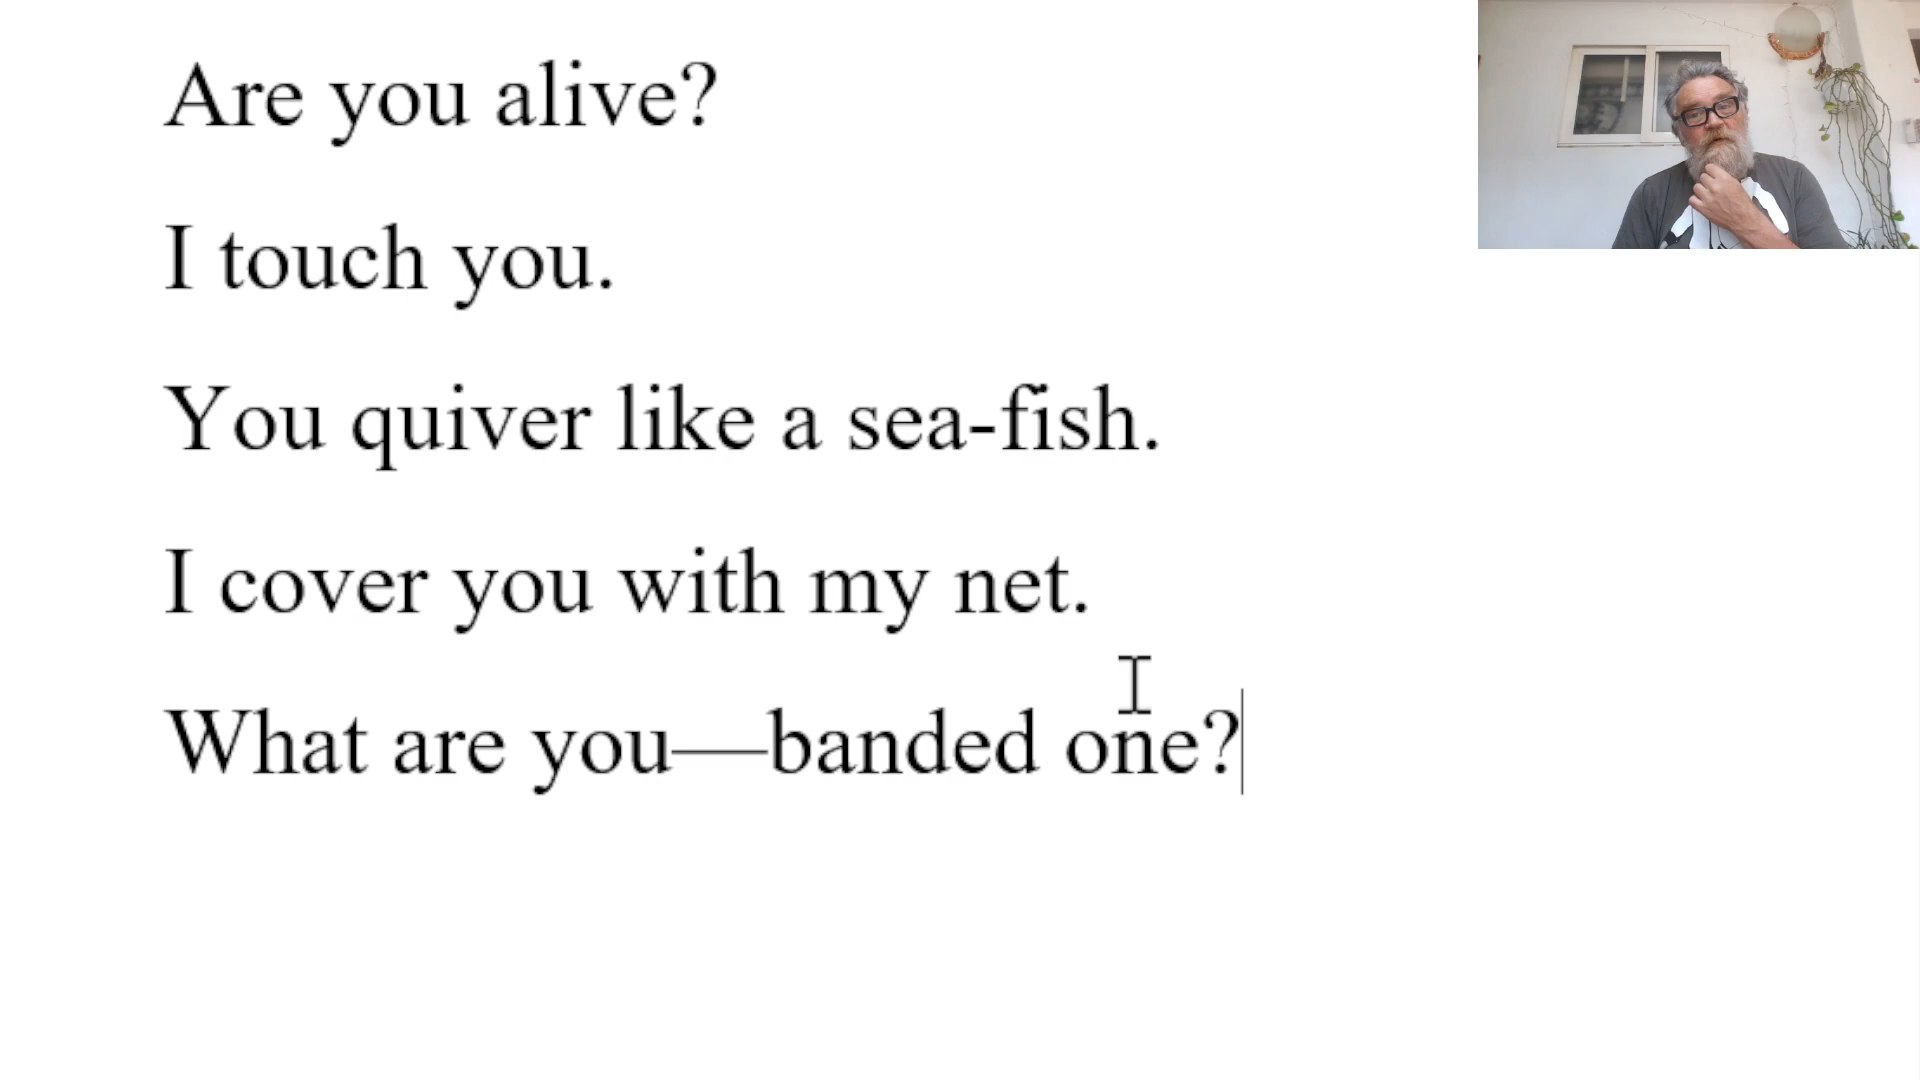 Are you alive?
I touch you.
You quiver like a sea-fish.
I cover you with my net.
What are you—banded one?